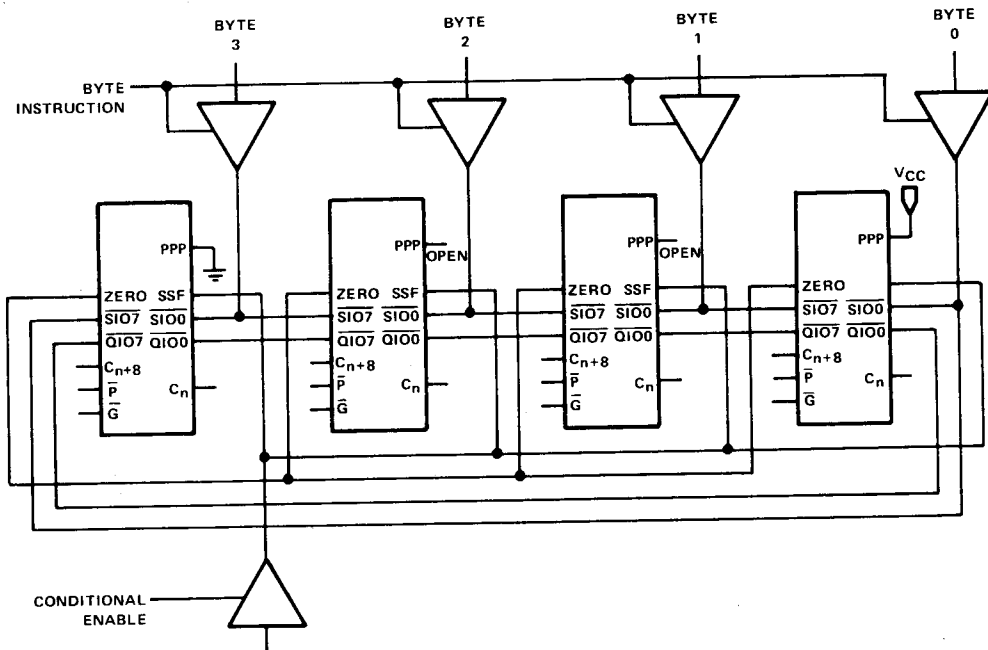 BYTE
3
BYTE
2
BYTE
1
BYTE
0
BYTE
INSTRUCTION
VCC
PPP
PPP
OPEN
PPP
OPEN
PPP
ZERO SSF
SIO7 SIO0
QIO7 QIO0
Cn+8
P
Cn
G
ZERO SSF
SIO7 SIO0
QIO7 QIO0
Cn+8
P
Cn
G
ZERO SSF
SIO7 SIO0
QIO7 QIO0
Cn+8
P
Cn
G
ZERO
SIO7 SIO0
QIO7 QIO0
Cn+8
P
Cn
G
CONDITIONAL
ENABLE